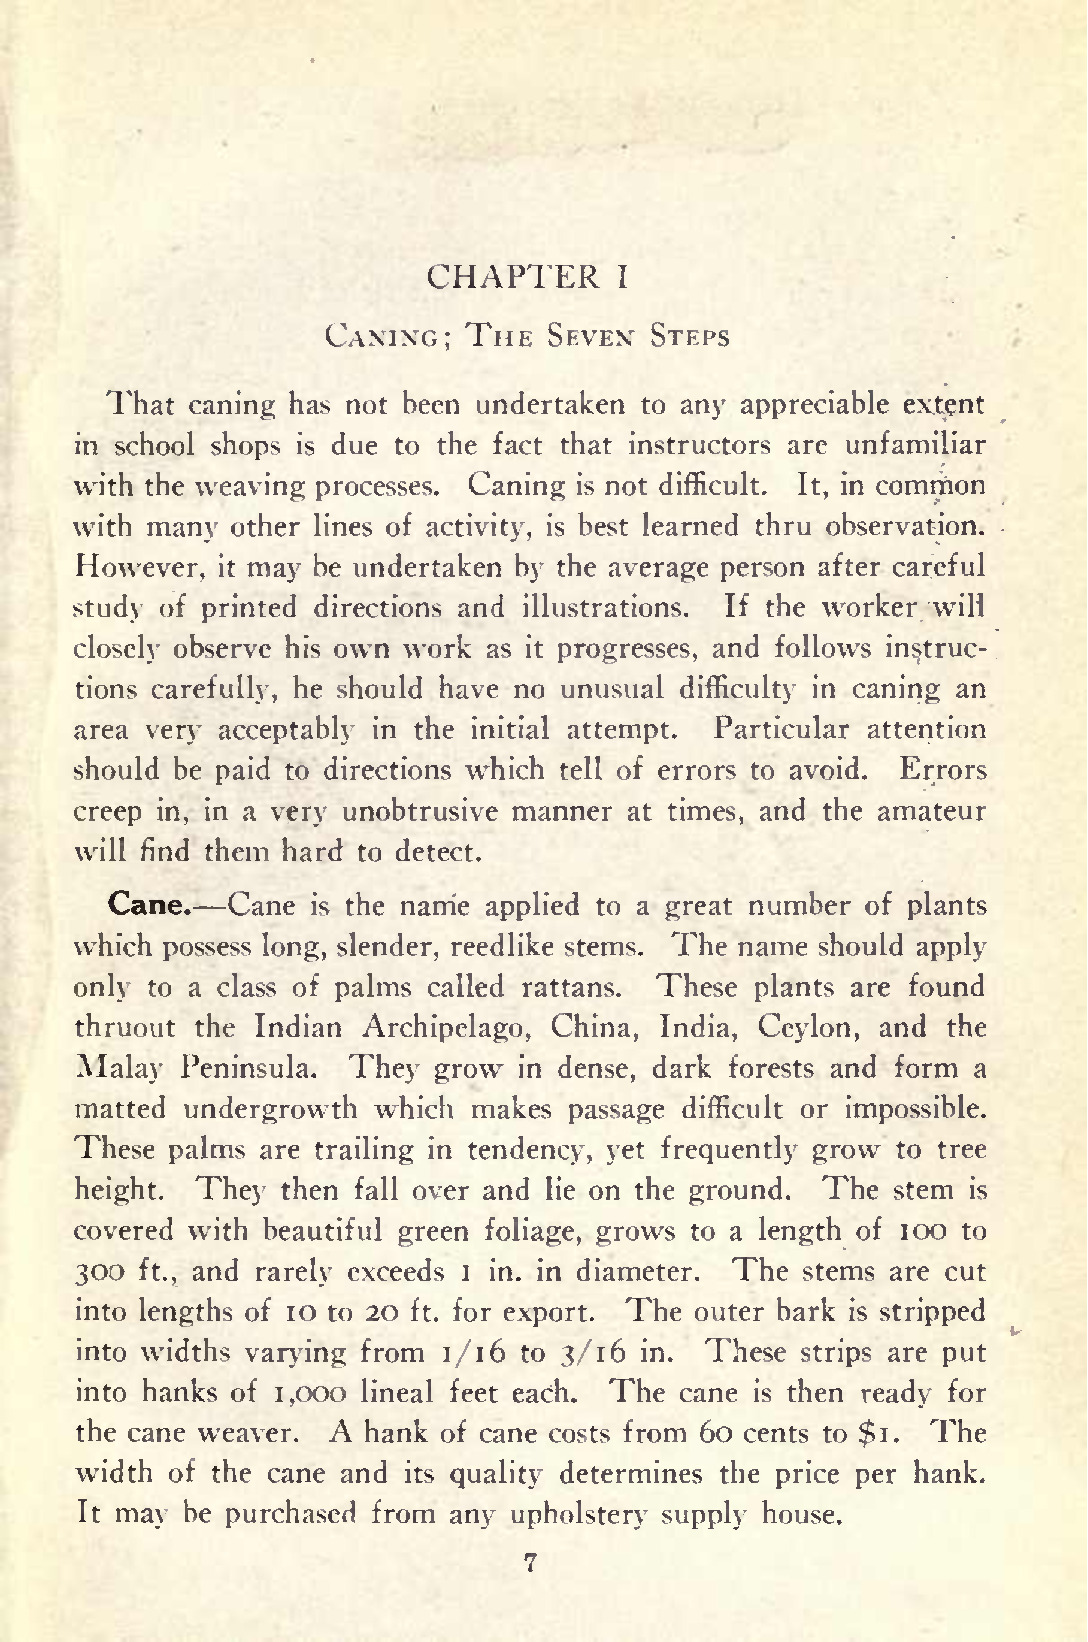 CHAPTER I
Caning; The Seven Steps
That caning has not been undertaken to any appreciable extent
in school shops is due to the fact that instructors are unfamiliar
with the weaving processes. Caning is not difficult. It, in common
with many other lines of activity, is best learned thru observation.
However, it may be undertaken by the average person after careful
study of printed directions and illustrations. If the worker will
closely observe his own work as it progresses, and follows instruc-
tions carefully, he should have no unusual difficulty in caning an
area very acceptably in the initial attempt. Particular attention
should be paid to directions which tell of errors to avoid. Errors
creep in, in a very unobtrusive manner at times, and the amateur
will find them hard to detect.
Cane.—Cane is the name applied to a great number of plants
which possess long, slender, reedlike stems. The name should apply
only to a class of palms called rattans. These plants are found
thruout the Indian Archipelago, China, India, Ceylon, and the
Malay Peninsula. They grow in dense, dark forests and form a
matted undergrowth which makes passage difficult or impossible.
These palms are trailing in tendency, yet frequently grow to tree
height. They then fall over and lie on the ground. The stem is
covered with beautiful green foliage, grows to a length of 100 to
300 ft., and rarely exceeds 1 in. in diameter. The stems are cut
into lengths of 10 to 20 ft. for export. The outer bark is stripped
into widths varying from 1/16 to 3/16 in. These strips are put
into hanks of 1,000 lineal feet each. The cane is then ready for
the cane weaver. A hank of cane costs from 60 cents to $1. The
width of the cane and its quality determines the price per hank.
It may be purchased from any upholstery supply house.
7